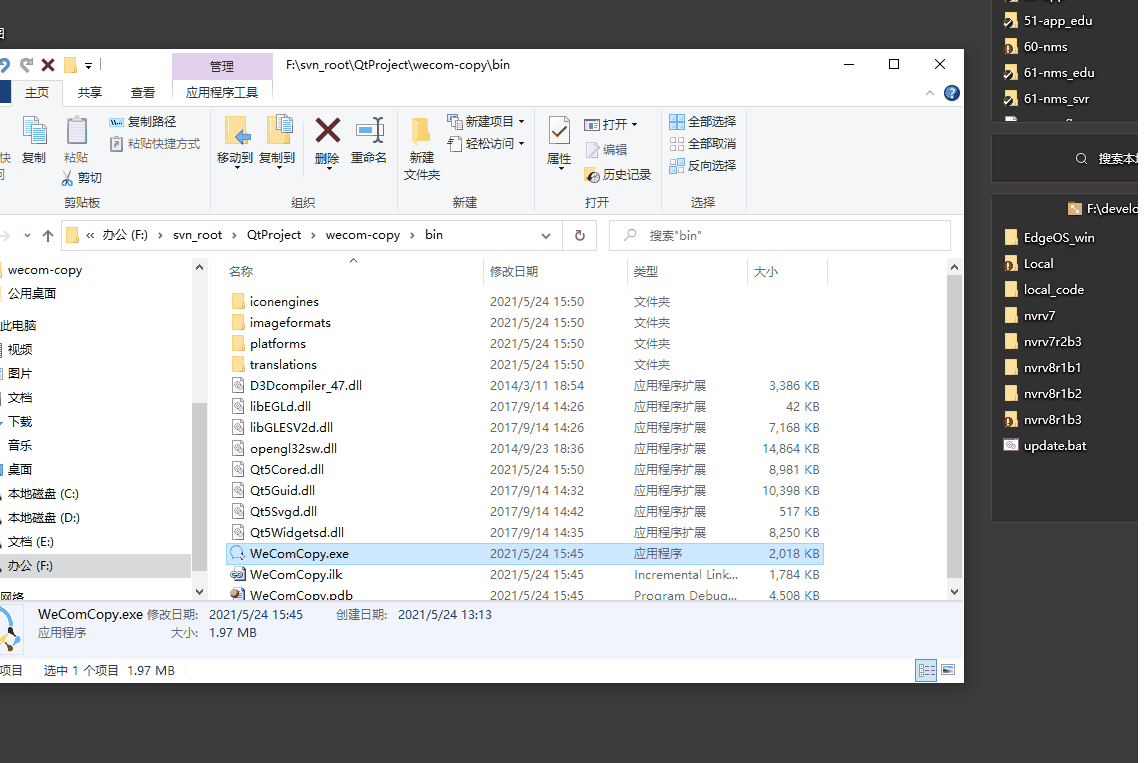 管理
F:\svn_root\QtProject\wecom-copy\bin
主页
共享
查看
应用程序工具
复制
粘贴
复制路径
粘贴快捷方式
剪切
剪贴板
移动到
复制到
删除
重命名
组织
新建
文件夹
新建项目
轻松访问
新建
属性
打开
编辑
历史记录
打开
全部选择
全部取消
反向选择
选择
« 办公 (F:) › svn_root › QtProject › wecom-copy › bin
搜索"bin"
wecom-copy
公用桌面
此电脑
视频
图片
文档
下载
音乐
桌面
本地磁盘 (C:)
本地磁盘 (D:)
文档 (E:)
办公 (F:)
网络
名称 修改日期 类型 大小
iconengines 2021/5/24 15:50 文件夹
imageformats 2021/5/24 15:50 文件夹
platforms 2021/5/24 15:50 文件夹
translations 2021/5/24 15:50 文件夹
D3Dcompiler_47.dll 2014/3/11 18:54 应用程序扩展 3,386 KB
libEGLd.dll 2017/9/14 14:26 应用程序扩展 42 KB
libGLESV2d.dll 2017/9/14 14:26 应用程序扩展 7,168 KB
opengl32sw.dll 2014/9/23 18:36 应用程序扩展 14,864 KB
Qt5Cored.dll 2021/5/24 15:50 应用程序扩展 8,981 KB
Qt5Guid.dll 2017/9/14 14:32 应用程序扩展 10,398 KB
Qt5Svgd.dll 2017/9/14 14:42 应用程序扩展 517 KB
Qt5Widgetsd.dll 2017/9/14 14:35 应用程序扩展 8,250 KB
WeComCopy.exe 2021/5/24 15:45 应用程序 2,018 KB
WeComCopy.ilk 2021/5/24 15:45 Incremental Link... 1,784 KB
WeComCopy.pdb 2021/5/24 15:45 Program Debug... 4,508 KB
WeComCopy.exe 修改日期: 2021/5/24 15:45 创建日期: 2021/5/24 13:13
应用程序 大小: 1.97 MB
项目 选中 1 个项目 1.97 MB
51-app_edu
60-nms
61-nms_edu
61-nms_svr
搜索本
F:\develo
EdgeOS_win
Local
local_code
nvrv7
nvrv7r2b3
nvrv8r1b1
nvrv8r1b2
nvrv8r1b3
update.bat